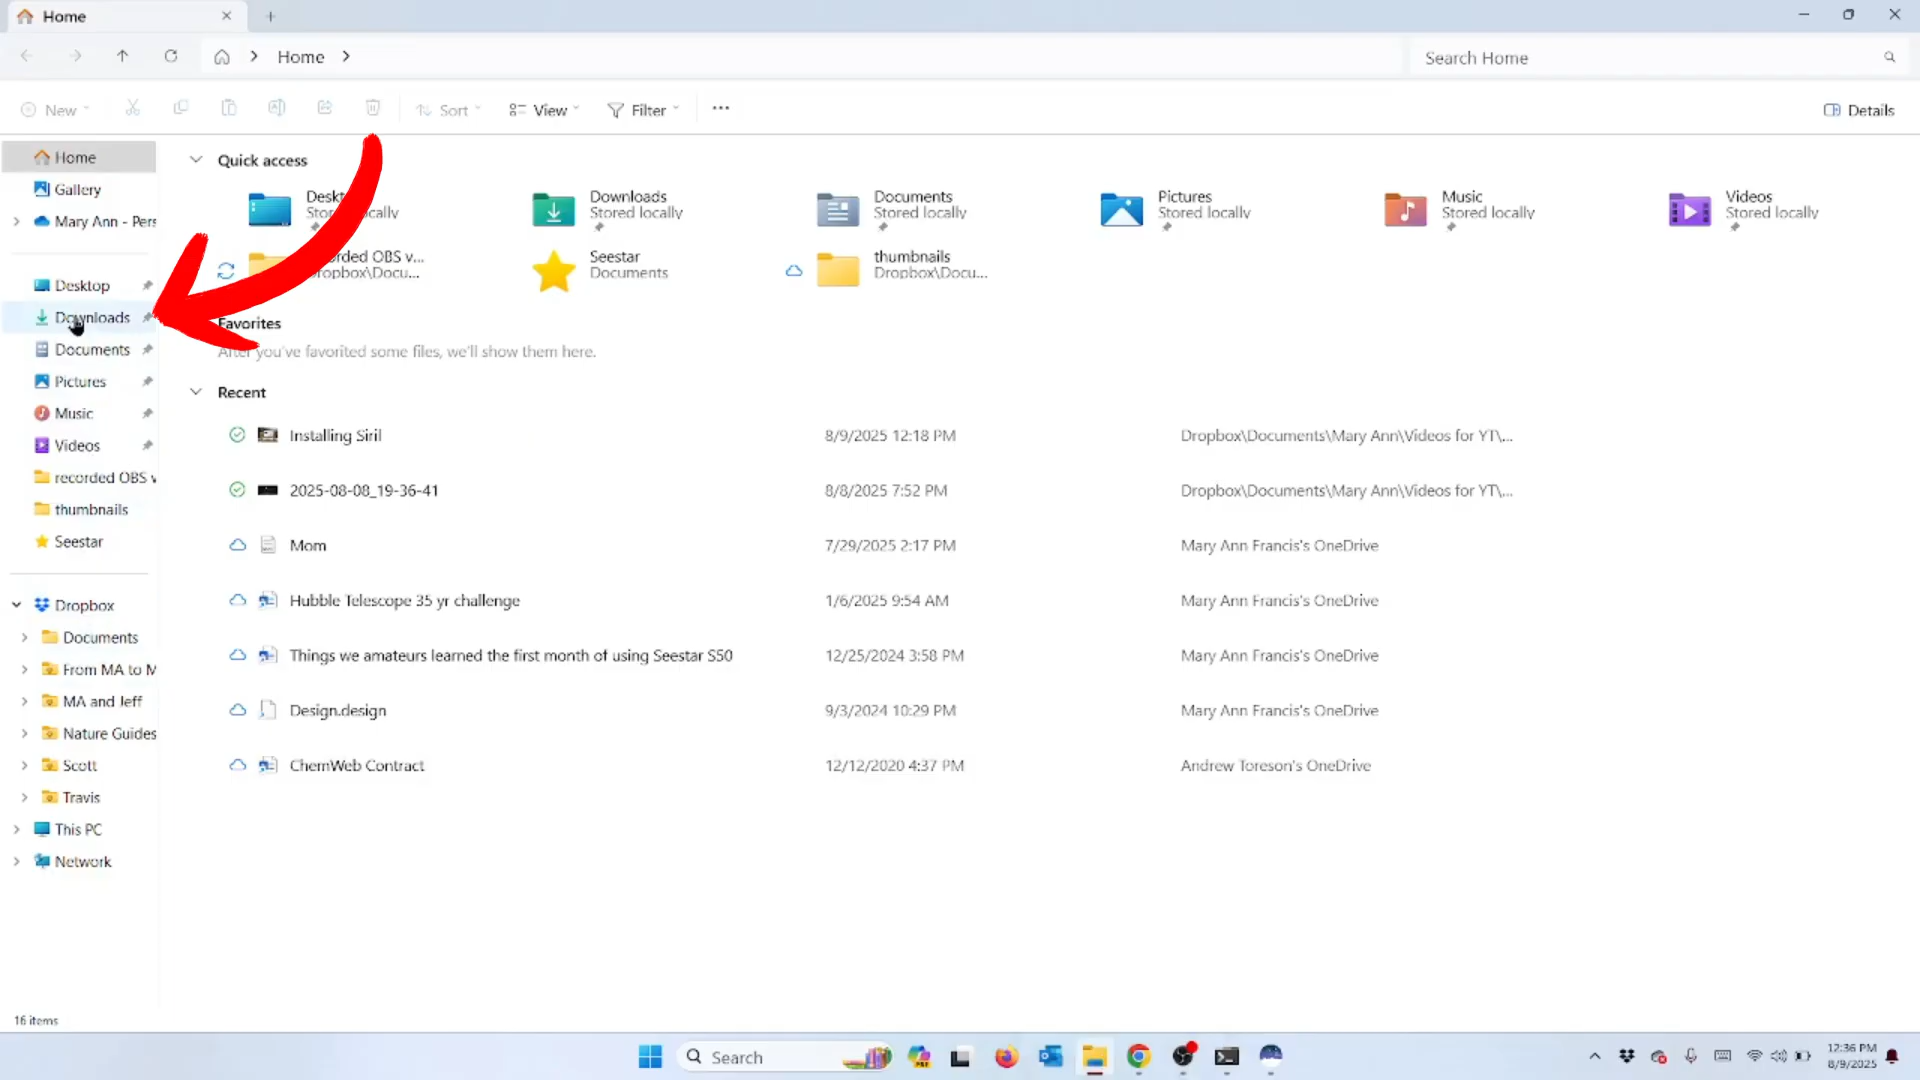 Home
Home
Search Home
New
Sort
View
Filter
Details
Home
Gallery
Mary Ann - Pers
Desktop
Downloads
Documents
Pictures
Music
Videos
recorded OBS v
thumbnails
Seestar
Dropbox
Documents
From MA to M
MA and Jeff
Nature Guides
Scott
Travis
This PC
Network
Quick access
Downloads
Stored locally
Documents
Stored locally
Pictures
Stored locally
Music
Stored locally
Videos
Stored locally
OBS v...
Dropbox\Docu...
Seestar
Documents
thumbnails
Dropbox\Docu...
Favorites
After you've favorited some files, we'll show them here.
Recent
Installing Siril 8/9/2025 12:18 PM Dropbox\Documents\Mary Ann\Videos for YT\...
2025-08-08_19-36-41 8/8/2025 7:52 PM Dropbox\Documents\Mary Ann\Videos for YT\...
Mom 7/29/2025 2:17 PM Mary Ann Francis's OneDrive
Hubble Telescope 35 yr challenge 1/6/2025 9:54 AM Mary Ann Francis's OneDrive
Things we amateurs learned the first month of using Seestar S50 12/25/2024 3:58 PM Mary Ann Francis's OneDrive
Design.design 9/3/2024 10:29 PM Mary Ann Francis's OneDrive
ChemWeb Contract 12/12/2020 4:37 PM Andrew Toreson's OneDrive
16 items
Search
12:36 PM
8/9/2025